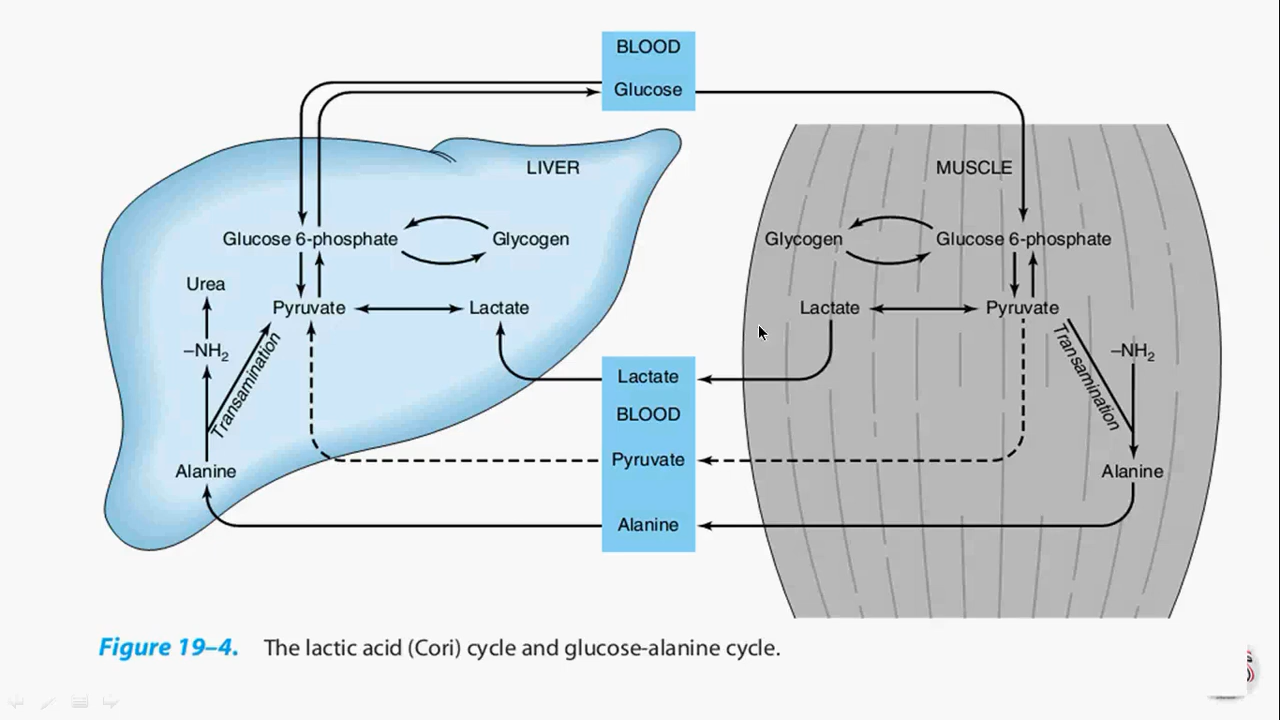 BLOOD
Glucose
LIVER
MUSCLE
Glucose 6-phosphate
Glycogen
Glycogen
Glucose 6-phosphate
Urea
Pyruvate
Lactate
Lactate
Pyruvate
–NH2
Transamination
Transamination
–NH2
Lactate
BLOOD
Pyruvate
Alanine
Alanine
Alanine
Figure 19–4. The lactic acid (Cori) cycle and glucose-alanine cycle.